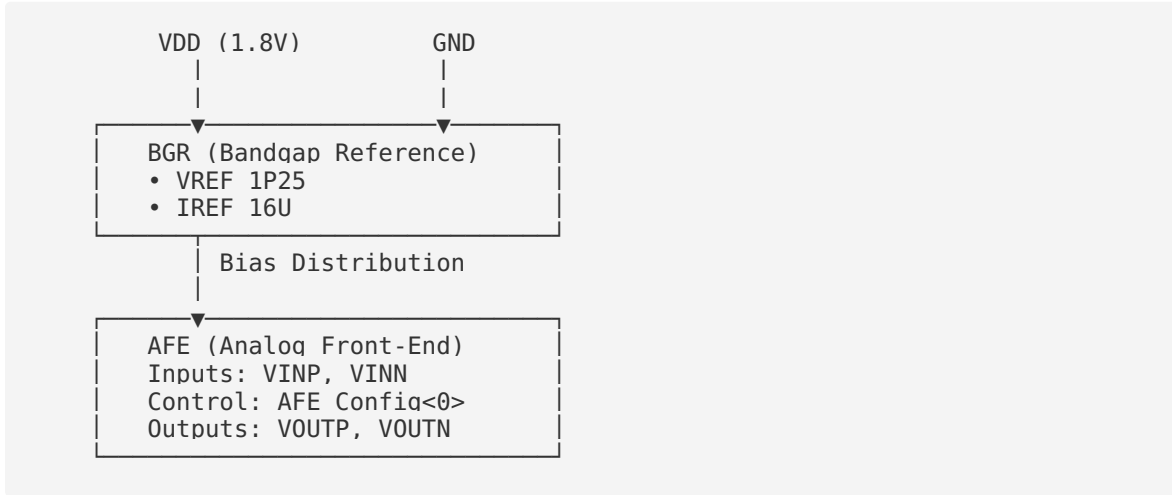 VDD (1.8V) GND
BGR (Bandgap Reference)
• VREF 1P25
• IREF 16U
Bias Distribution
AFE (Analog Front-End)
Inputs: VINP, VINN
Control: AFE Config<0>
Outputs: VOUTP, VOUTN